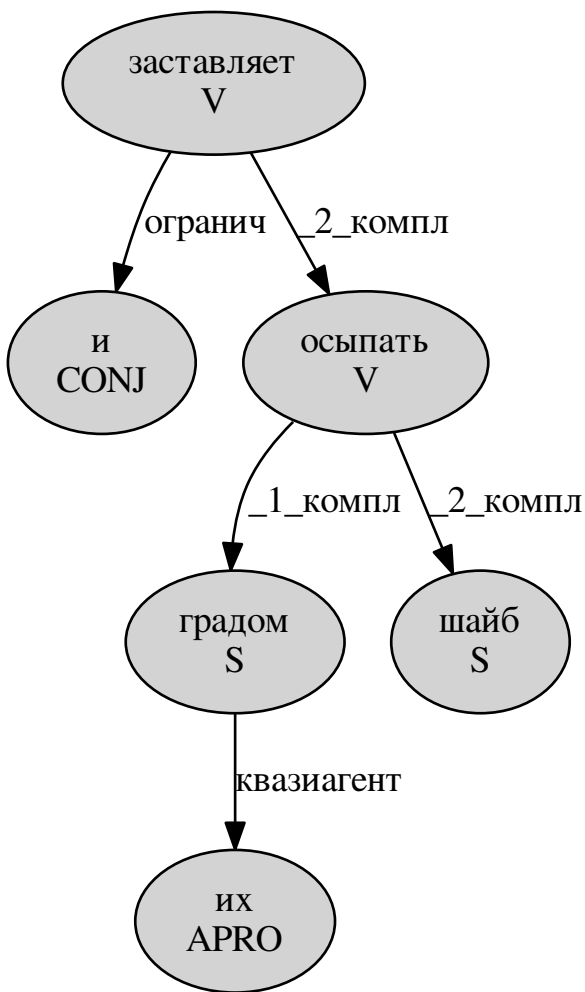 заставляет
V
огранич
_2_компл
и
CONJ
осыпать
V
_1_компл
_2_компл
градом
S
шайб
S
квазиагент
их
APRO